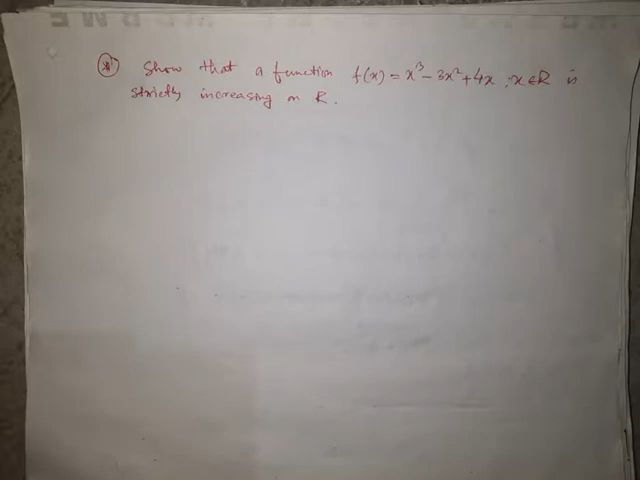 Show that a function f(x) = x³ - 3x² + 4x ; x ∈ R is
strictly increasing on R.